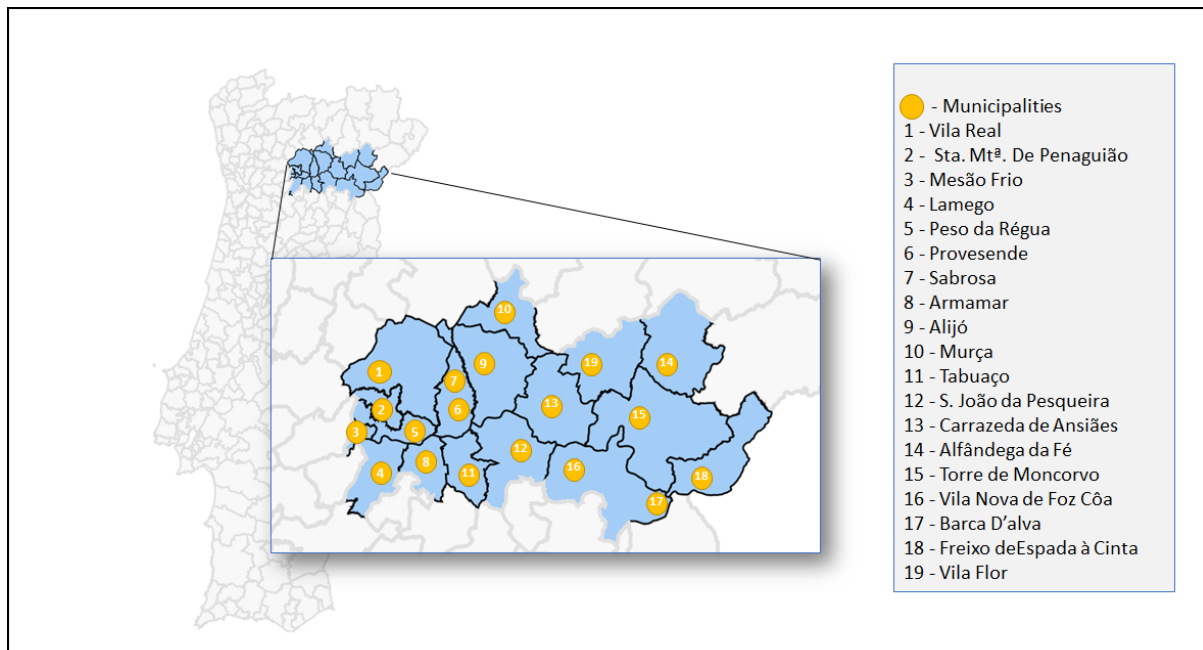 - Municipalities
1 - Vila Real
2 - Sta. Mtª. De Penaguião
3 - Mesão Frio
4 - Lamego
5 - Peso da Régua
6 - Provesende
7 - Sabrosa
8 - Armamar
9 - Alijó
10 - Murça
11 - Tabuaço
12 - S. João da Pesqueira
13 - Carrazeda de Ansiães
14 - Alfândega da Fé
15 - Torre de Moncorvo
16 - Vila Nova de Foz Côa
17 - Barca D’alva
18 - Freixo deEspada à Cinta
19 - Vila Flor
10
9
19
14
1
7
2
6
13
15
3
5
4
8
11
12
16
18
17